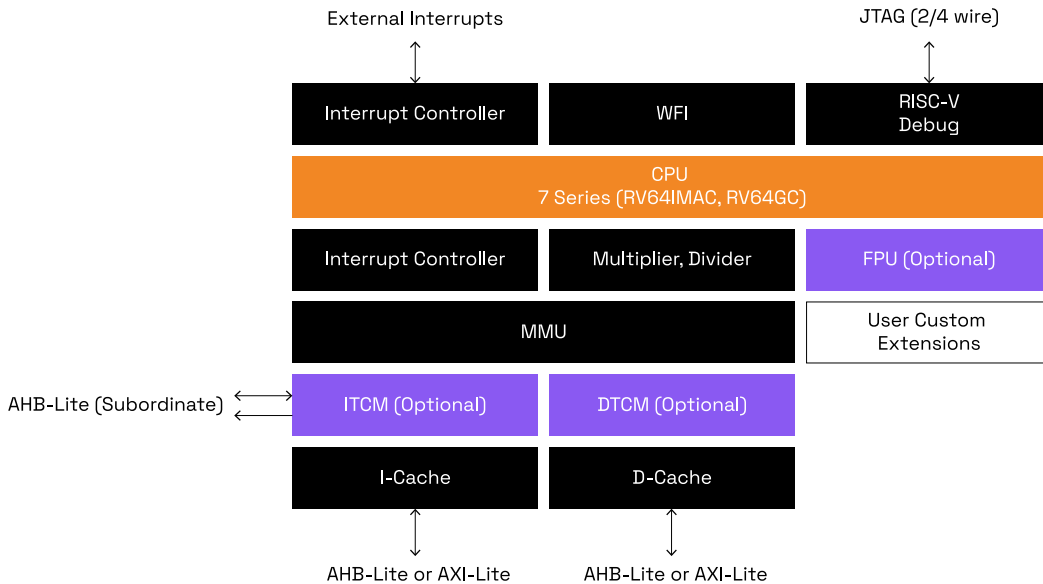 External Interrupts
JTAG (2/4 wire)
Interrupt Controller
WFI
RISC-V
Debug
CPU
7 Series (RV64IMAC, RV64GC)
Interrupt Controller
Multiplier, Divider
FPU (Optional)
MMU
User Custom
Extensions
AHB-Lite (Subordinate)
ITCM (Optional)
DTCM (Optional)
I-Cache
D-Cache
AHB-Lite or AXI-Lite
AHB-Lite or AXI-Lite